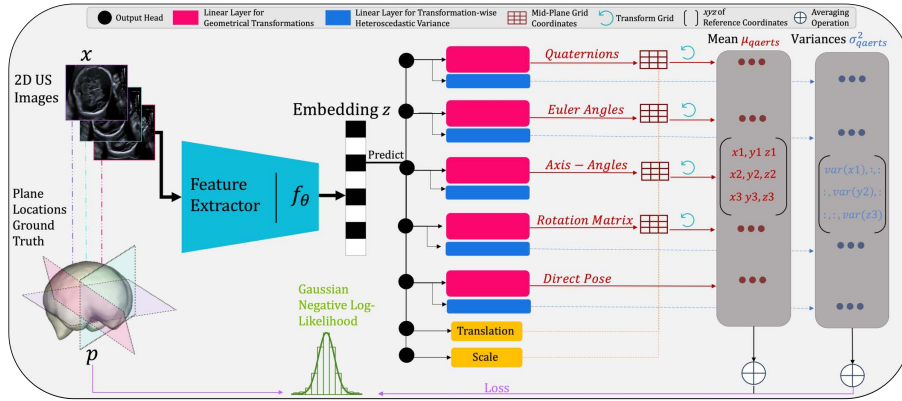 Output Head
Linear Layer for
Geometrical Transformations
Linear Layer for Transformation-wise
Heteroscedastic Variance
Mid-Plane Grid
Coordinates
Transform Grid
xyz of
Reference Coordinates
Averaging
Operation
x
2D US
Images
Plane
Locations
Ground
Truth
p
Feature
Extractor
fθ
Embedding z
Predict
Quaternions
Euler Angles
Axis − Angles
Rotation Matrix
Direct Pose
Translation
Scale
Mean μqaerts
Variances σ²qaerts
x1, y1 z1
x2, y2, z2
x3 y3, z3
var(x1), :, :
:, var(y2), :
:, :, var(z3)
Gaussian
Negative Log-
Likelihood
Loss